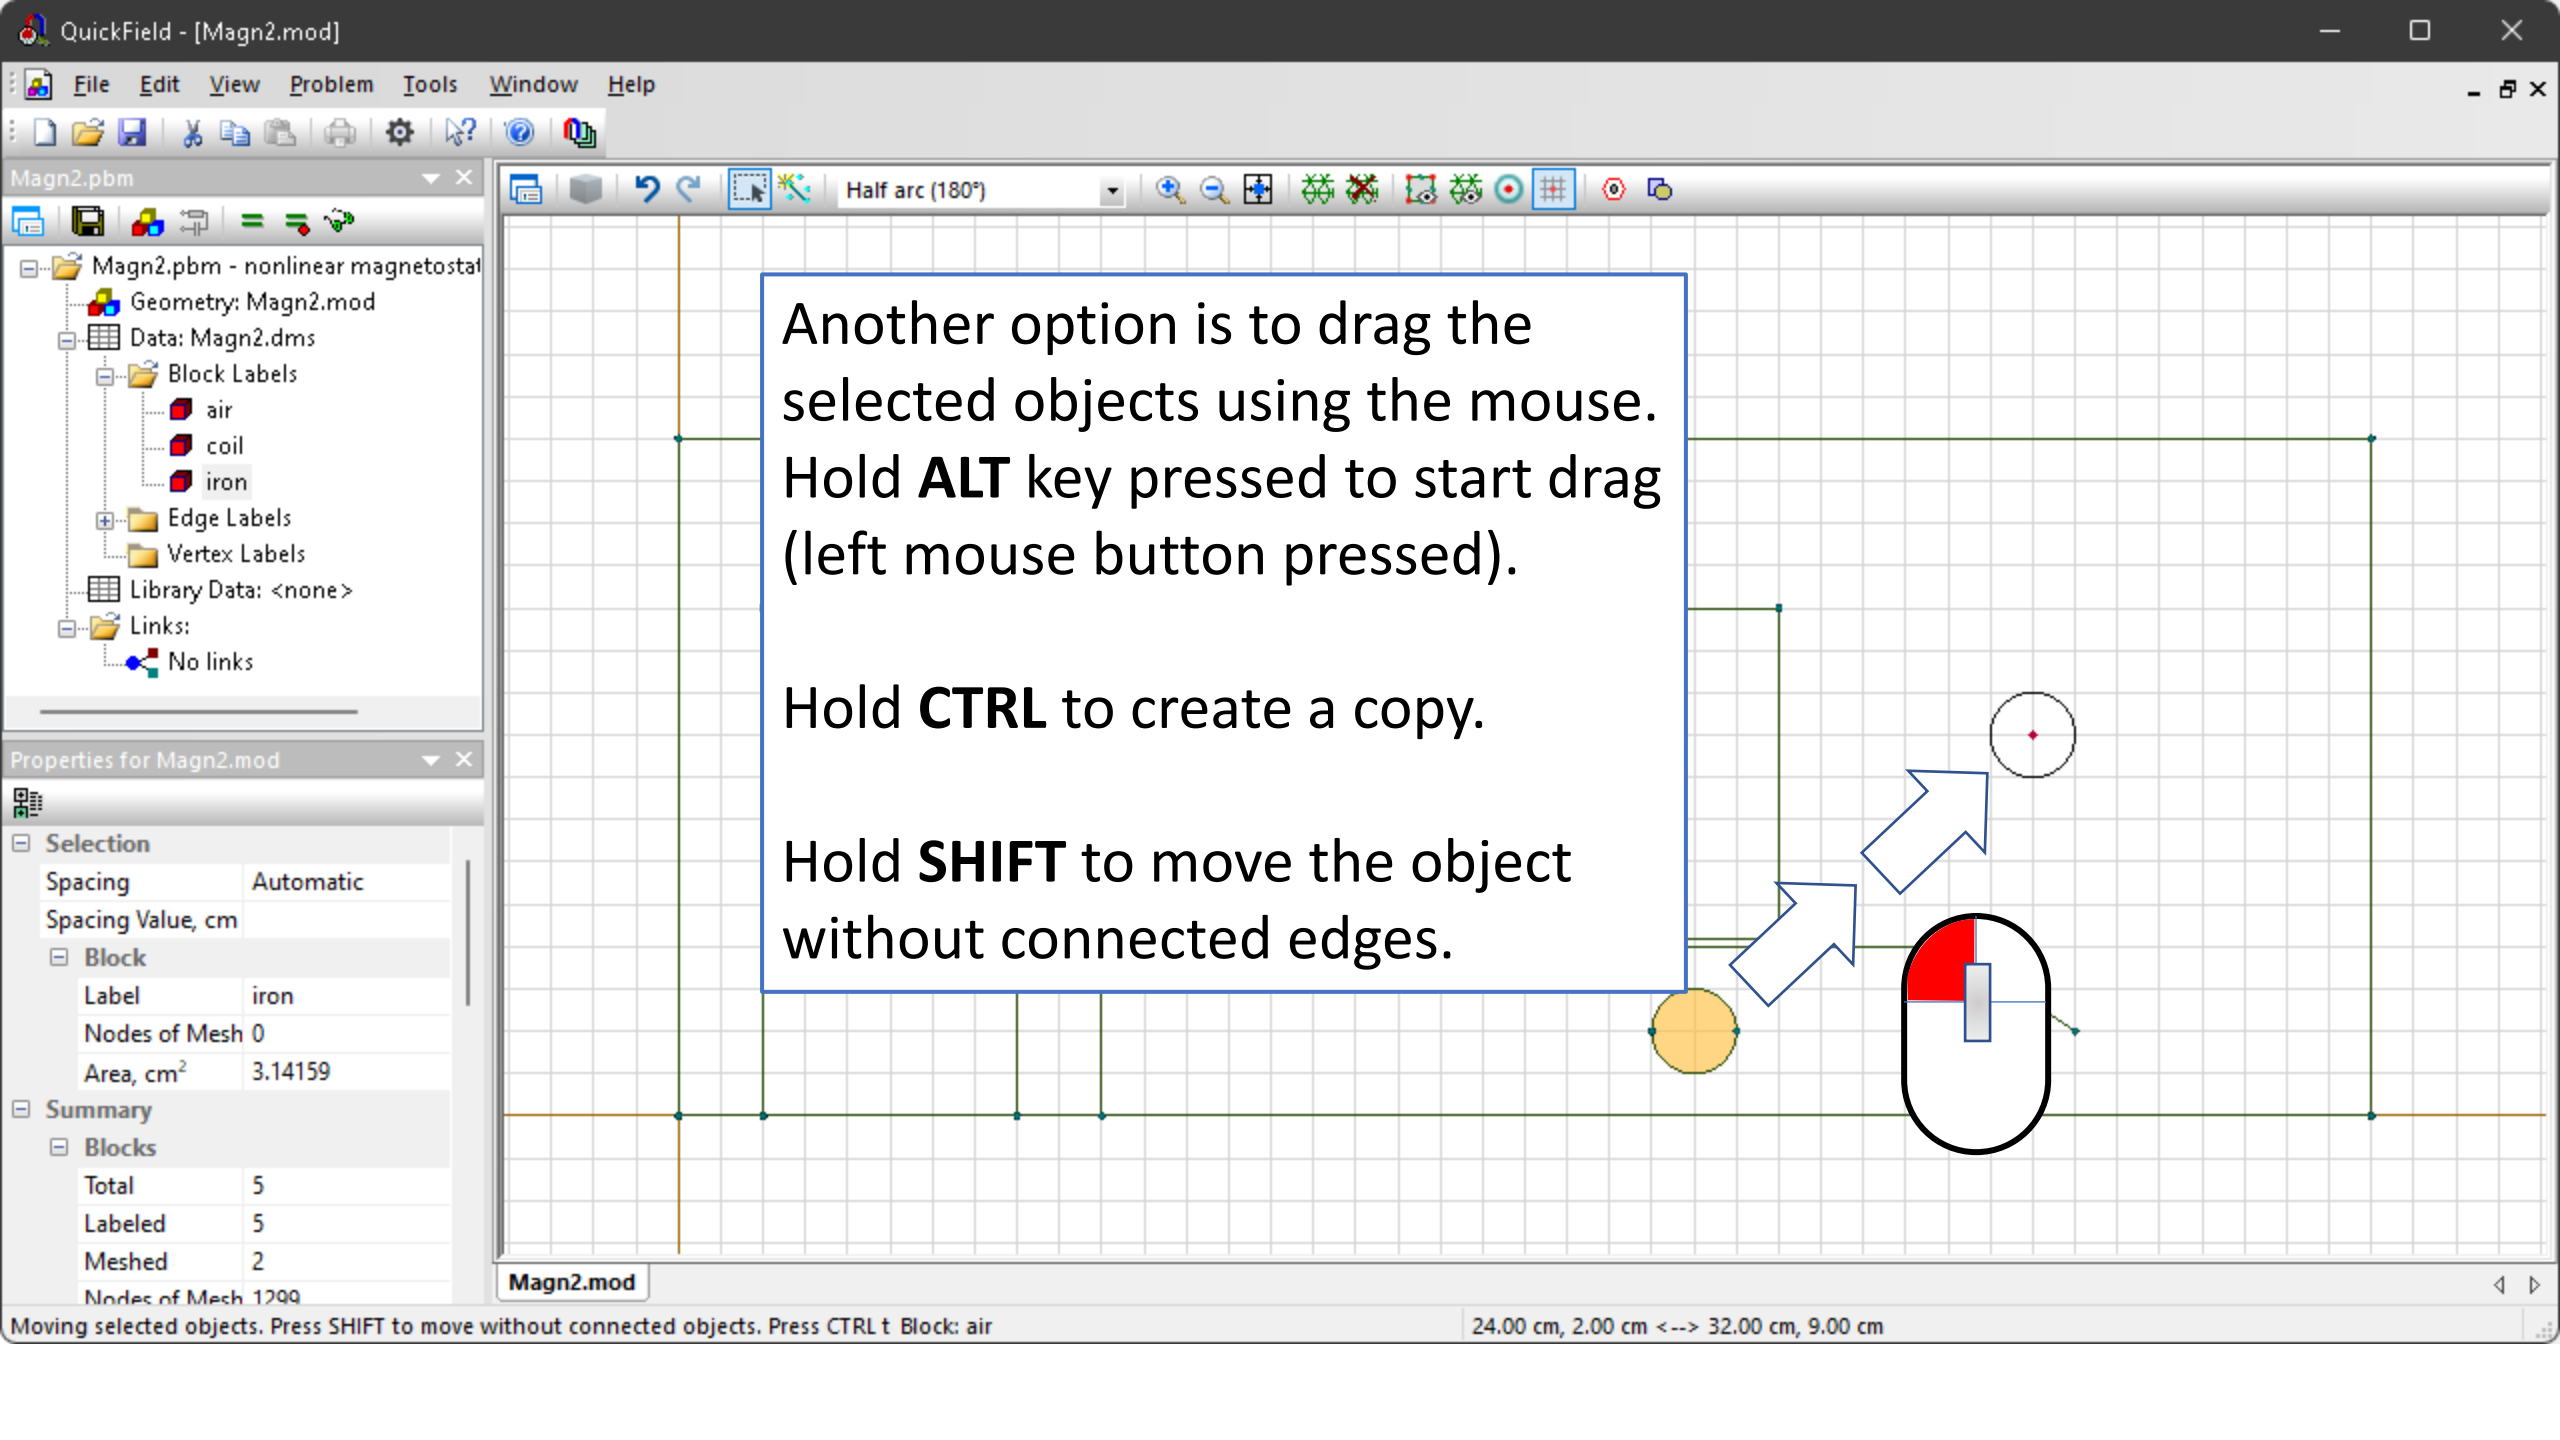 QuickField - [Magn2.mod]
File Edit View Problem Tools Window Help
Magn2.pbm
Half arc (180°)
Magn2.pbm - nonlinear magnetostat
Geometry: Magn2.mod
Data: Magn2.dms
Block Labels
air
coil
iron
Edge Labels
Vertex Labels
Library Data: <none>
Links:
No links
Properties for Magn2.mod
Selection
Spacing Automatic
Spacing Value, cm
Block
Label iron
Nodes of Mesh 0
Area, cm² 3.14159
Summary
Blocks
Total 5
Labeled 5
Meshed 2
Nodes of Mesh 1299
Another option is to drag the
selected objects using the mouse.
Hold ALT key pressed to start drag
(left mouse button pressed).
Hold CTRL to create a copy.
Hold SHIFT to move the object
without connected edges.
Magn2.mod
Moving selected objects. Press SHIFT to move without connected objects. Press CTRL t Block: air
24.00 cm, 2.00 cm <--> 32.00 cm, 9.00 cm